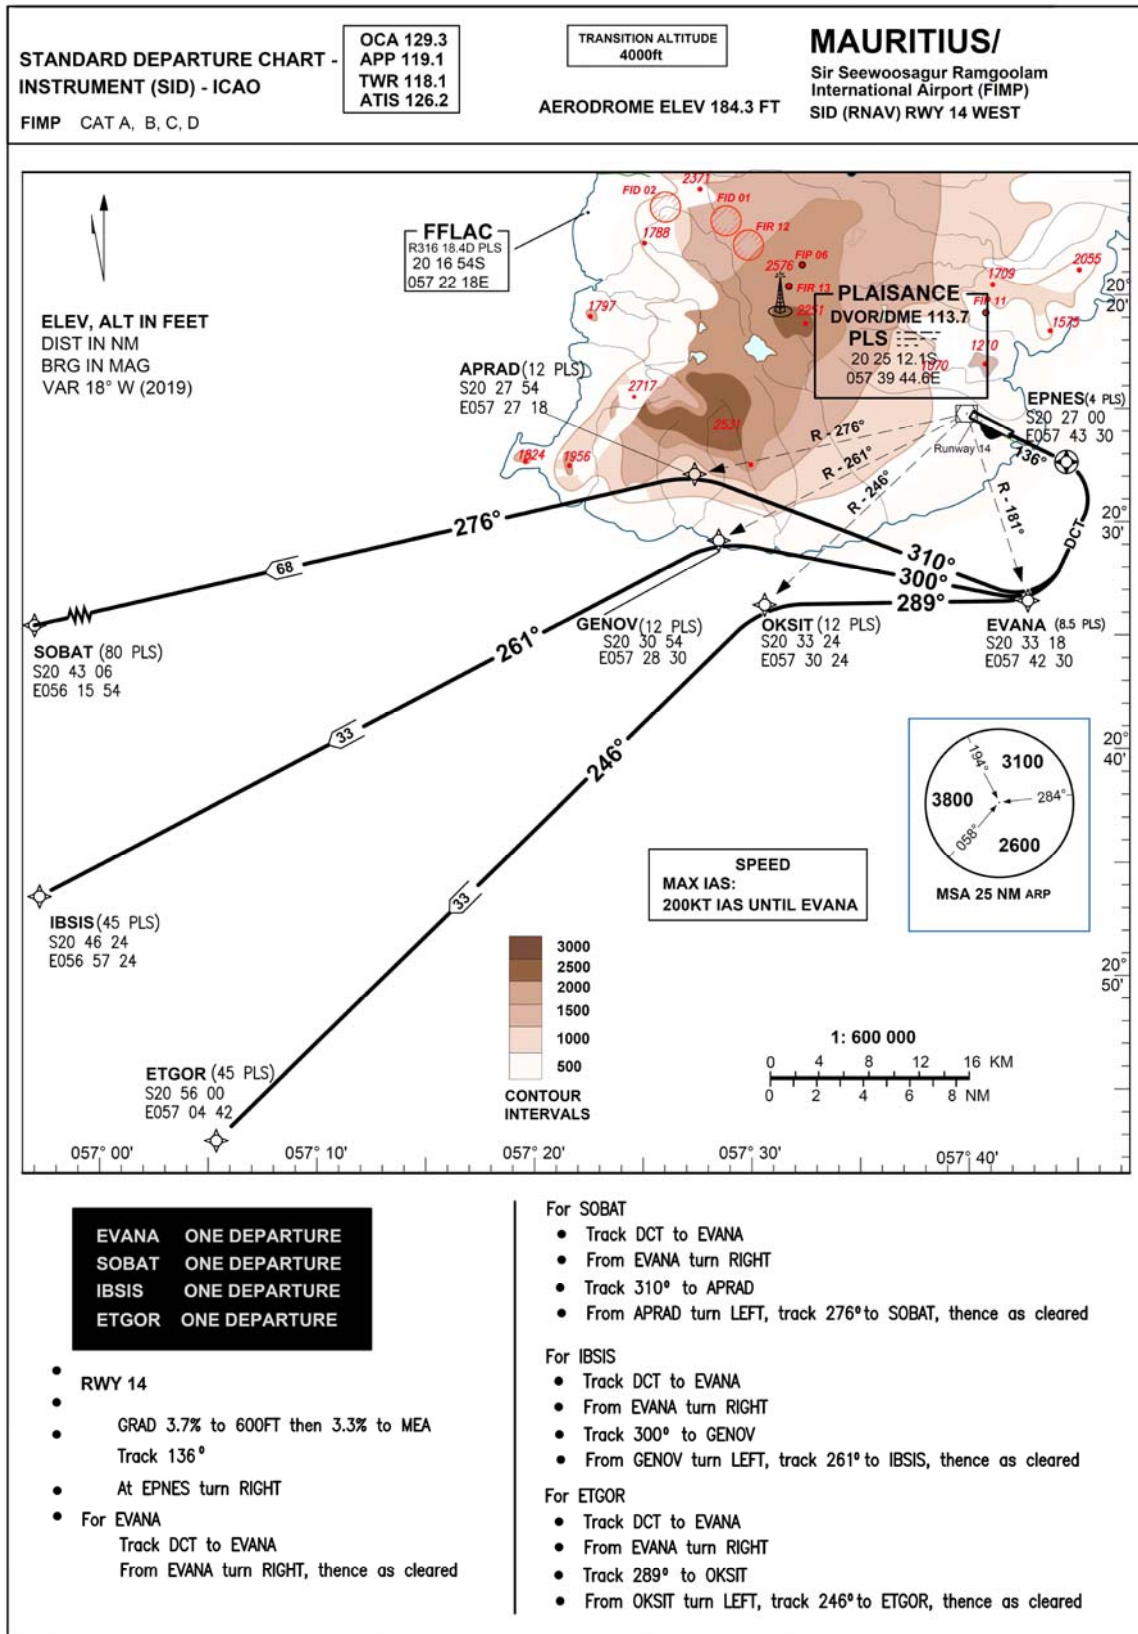 STANDARD DEPARTURE CHART -
INSTRUMENT (SID) - ICAO
FIMP CAT A, B, C, D
OCA 129.3
APP 119.1
TWR 118.1
ATIS 126.2
TRANSITION ALTITUDE
4000ft
AERODROME ELEV 184.3 FT
MAURITIUS/
Sir Seewoosagur Ramgoolam
International Airport (FIMP)
SID (RNAV) RWY 14 WEST
ELEV, ALT IN FEET
DIST IN NM
BRG IN MAG
VAR 18° W (2019)
FFLAC
R316 18.4D PLS
20 16 54S
057 22 18E
FID 02
2371
FID 01
FIR 12
1788
2576
FIP 06
FIR 13
2251
1797
2717
2531
1824
1956
1709
2055
FIP 11
1575
1210
1070
PLAISANCE
DVOR/DME 113.7
PLS
20 25 12.1S
057 39 44.6E
APRAD (12 PLS)
S20 27 54
E057 27 18
EPNES (4 PLS)
S20 27 00
E057 43 30
Runway 14
136°
R - 276°
R - 261°
R - 246°
R - 181°
DCT
276°
68
310°
300°
289°
261°
33
246°
33
SOBAT (80 PLS)
S20 43 06
E056 15 54
GENOV (12 PLS)
S20 30 54
E057 28 30
OKSIT (12 PLS)
S20 33 24
E057 30 24
EVANA (8.5 PLS)
S20 33 18
E057 42 30
IBSIS (45 PLS)
S20 46 24
E056 57 24
ETGOR (45 PLS)
S20 56 00
E057 04 42
20°
20'
20°
30'
20°
40'
20°
50'
194°
3100
3800
284°
058°
2600
MSA 25 NM ARP
SPEED
MAX IAS:
200KT IAS UNTIL EVANA
3000
2500
2000
1500
1000
500
CONTOUR
INTERVALS
1: 600 000
0 4 8 12 16 KM
0 2 4 6 8 NM
057° 00' 057° 10' 057° 20' 057° 30' 057° 40'
EVANA ONE DEPARTURE
SOBAT ONE DEPARTURE
IBSIS ONE DEPARTURE
ETGOR ONE DEPARTURE
RWY 14
GRAD 3.7% to 600FT then 3.3% to MEA
Track 136°
• At EPNES turn RIGHT
• For EVANA
Track DCT to EVANA
From EVANA turn RIGHT, thence as cleared
For SOBAT
• Track DCT to EVANA
• From EVANA turn RIGHT
• Track 310° to APRAD
• From APRAD turn LEFT, track 276° to SOBAT, thence as cleared
For IBSIS
• Track DCT to EVANA
• From EVANA turn RIGHT
• Track 300° to GENOV
• From GENOV turn LEFT, track 261° to IBSIS, thence as cleared
For ETGOR
• Track DCT to EVANA
• From EVANA turn RIGHT
• Track 289° to OKSIT
• From OKSIT turn LEFT, track 246° to ETGOR, thence as cleared